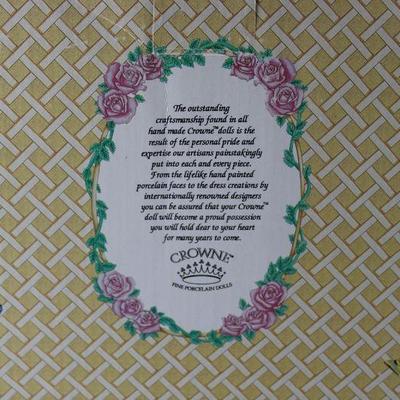 The outstanding
craftsmanship found in all
hand made Crowne™ dolls is the
result of the personal pride and
expertise our artisans painstakingly
put into each and every piece.
From the lifelike hand painted
porcelain faces to the dress creations by
internationally renowned designers
you can be assured that your Crowne™
doll will become a proud possession
you will hold dear to your heart
for many years to come.
CROWNE™
FINE PORCELAIN DOLLS